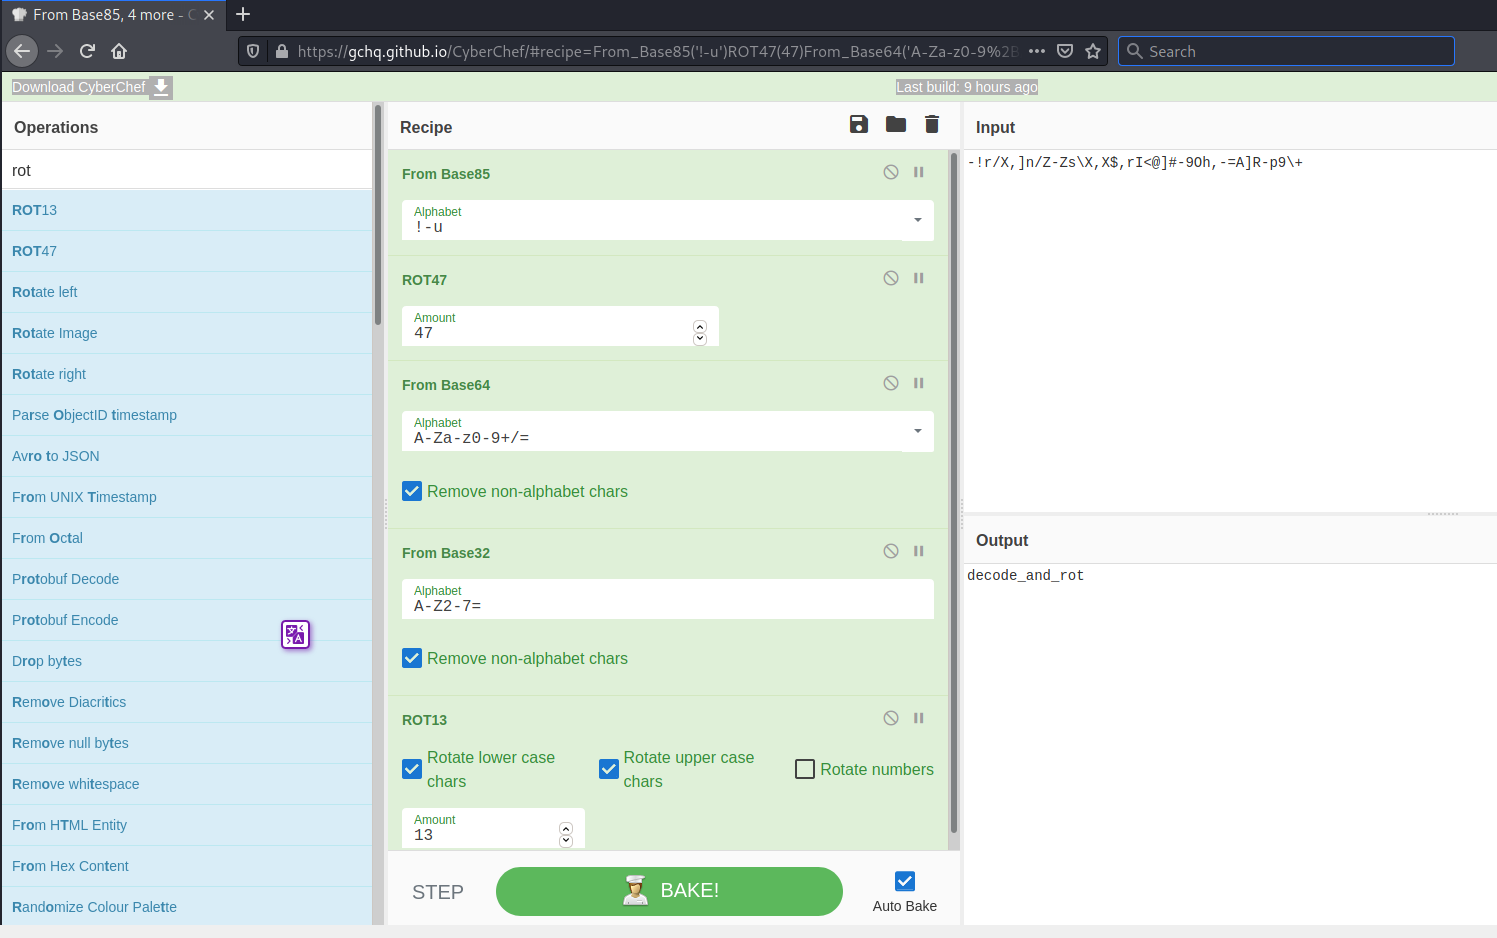 From Base85, 4 more - C
https://gchq.github.io/CyberChef/#recipe=From_Base85('!-u')ROT47(47)From_Base64('A-Za-z0-9%2B
Search
Download CyberChef
Last build: 9 hours ago
Operations
rot
ROT13
ROT47
Rotate left
Rotate Image
Rotate right
Parse ObjectID timestamp
Avro to JSON
From UNIX Timestamp
From Octal
Protobuf Decode
Protobuf Encode
Drop bytes
Remove Diacritics
Remove null bytes
Remove whitespace
From HTML Entity
From Hex Content
Randomize Colour Palette
Recipe
From Base85
Alphabet
!-u
ROT47
Amount
47
From Base64
Alphabet
A-Za-z0-9+/=
Remove non-alphabet chars
From Base32
Alphabet
A-Z2-7=
Remove non-alphabet chars
ROT13
Rotate lower case
chars
Rotate upper case
chars
Rotate numbers
Amount
13
STEP
BAKE!
Auto Bake
Input
-!r/X,]n/Z-Zs\X,X$,rI<@]#-9Oh,-=A]R-p9\+
Output
decode_and_rot